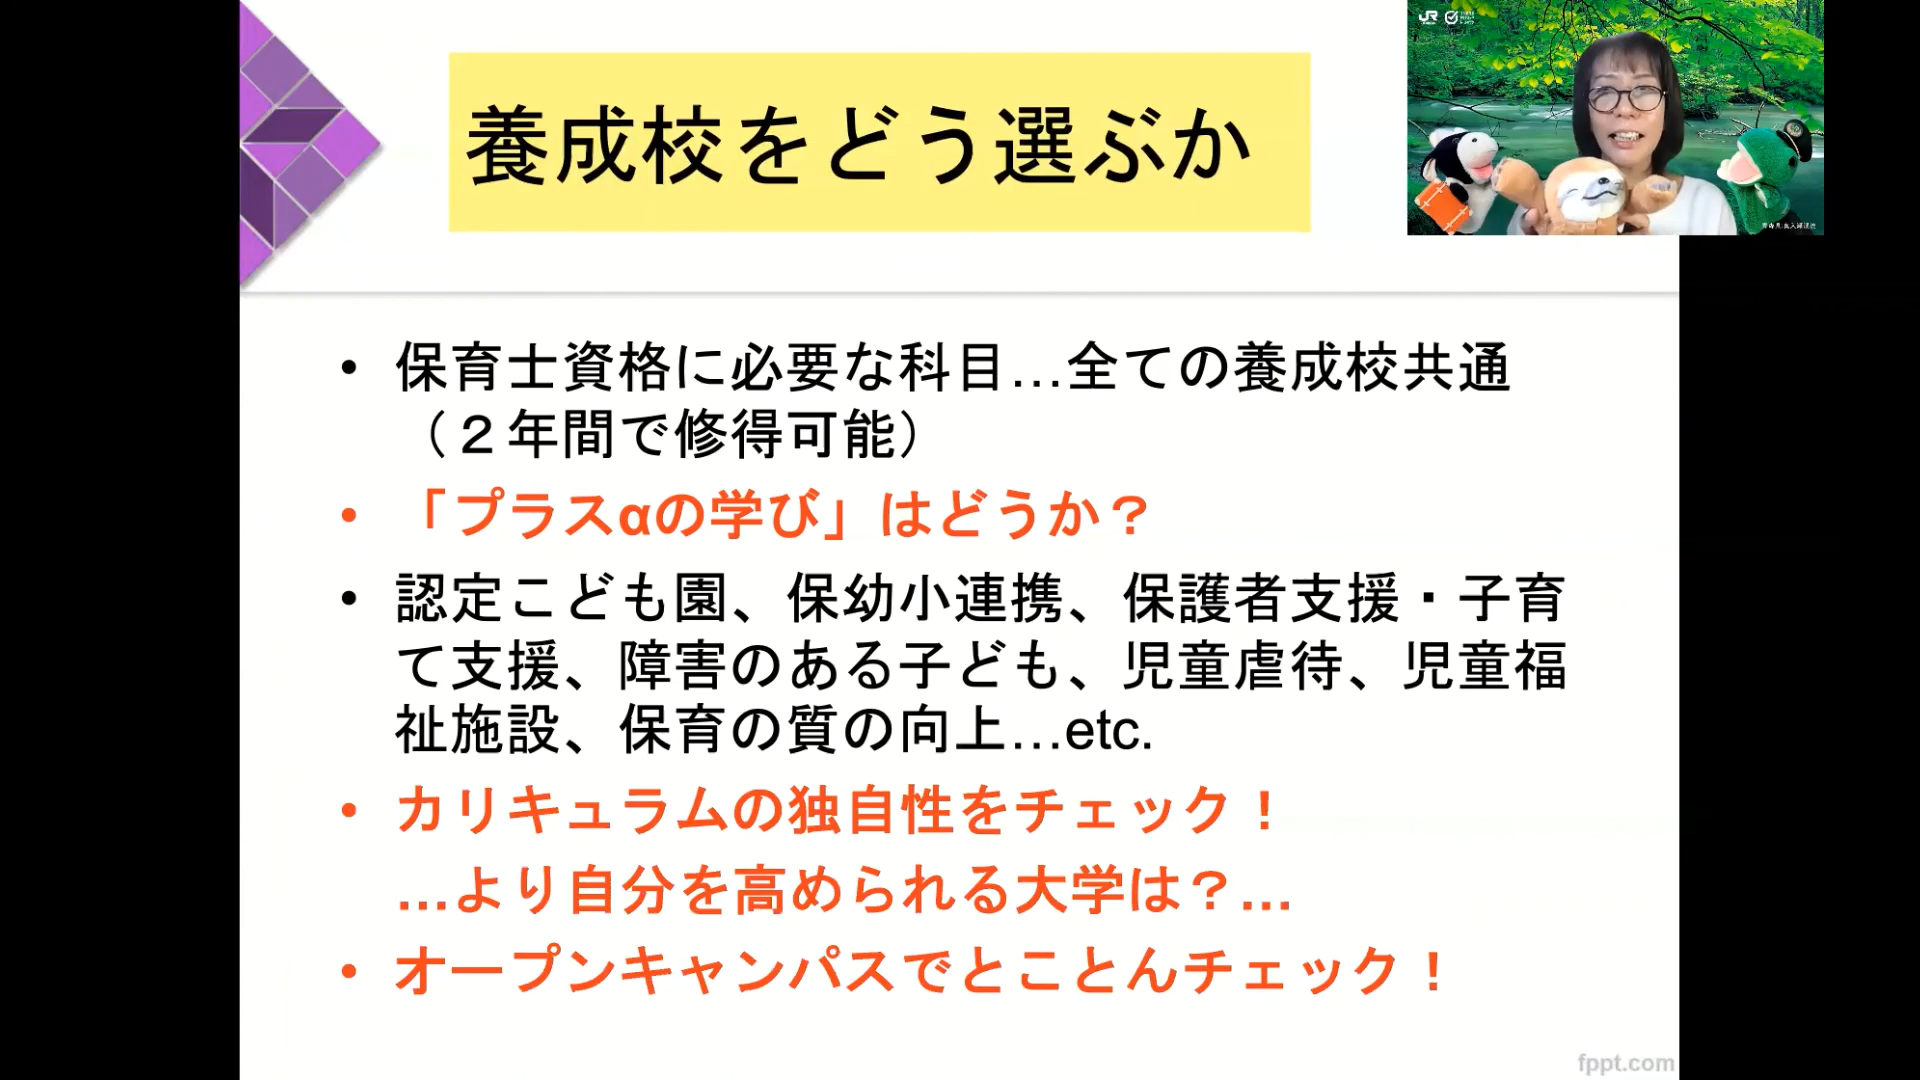 養成校をどう選ぶか
JR
• 保育士資格に必要な科目…全ての養成校共通
（２年間で修得可能）
• 「プラスαの学び」はどうか？
• 認定こども園、保幼小連携、保護者支援・子育
て支援、障害のある子ども、児童虐待、児童福
祉施設、保育の質の向上…etc.
• カリキュラムの独自性をチェック！
…より自分を高められる大学は？…
• オープンキャンパスでとことんチェック！
fppt.com